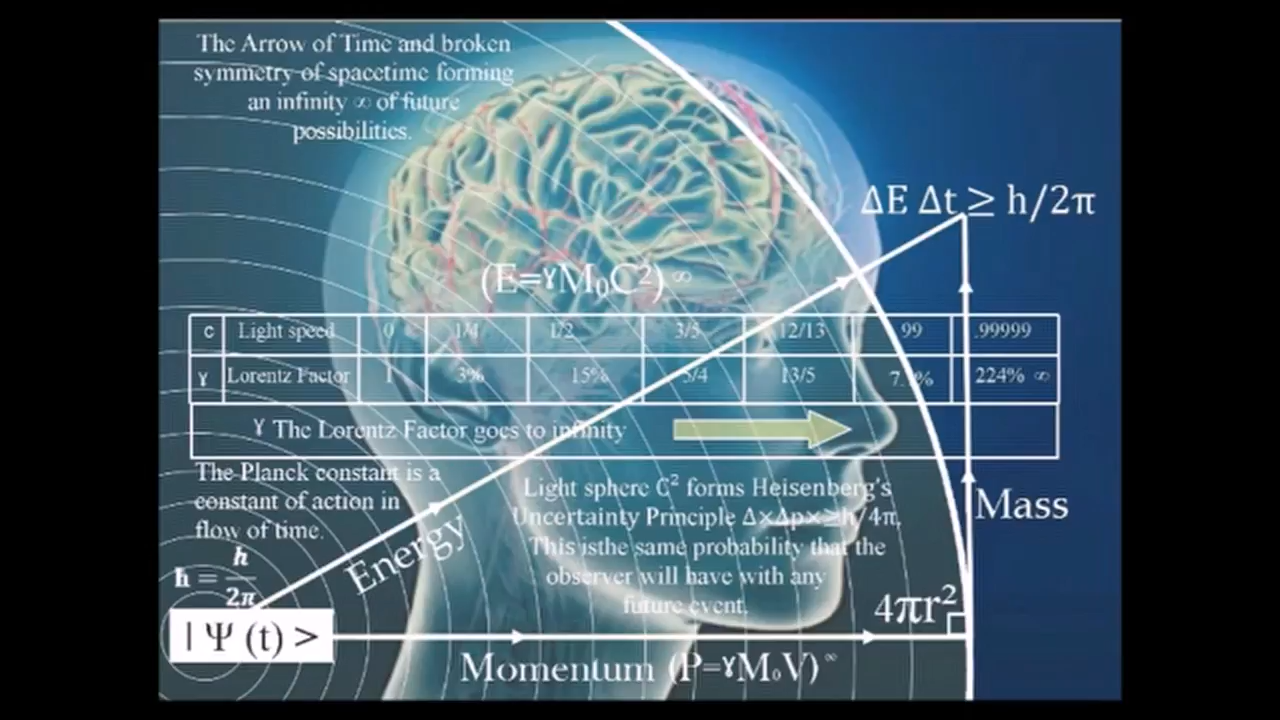 The Arrow of Time and broken
symmetry of spacetime forming
an infinity ∞ of future
possibilities.
ΔE Δt ≥ h/2π
(E=ɤM₀C²)∞
c Light speed 0 1/4 1/2 3/5 12/13 99 .99999
ɤ Lorentz Factor 1 3% 15% 5/4 13/5 224% ∞
ɤ The Lorentz Factor goes to infinity
The Planck constant is a
constant of action in
flow of time.
ħ = h/2π
Light sphere C² forms Heisenberg's
Uncertainty Principle Δ×Δp×≥h/4π.
This isthe same probability that the
observer will have with any
future event.
Mass
Energy
4πr²
| Ψ (t) >
Momentum (P=ɤM₀V)∞